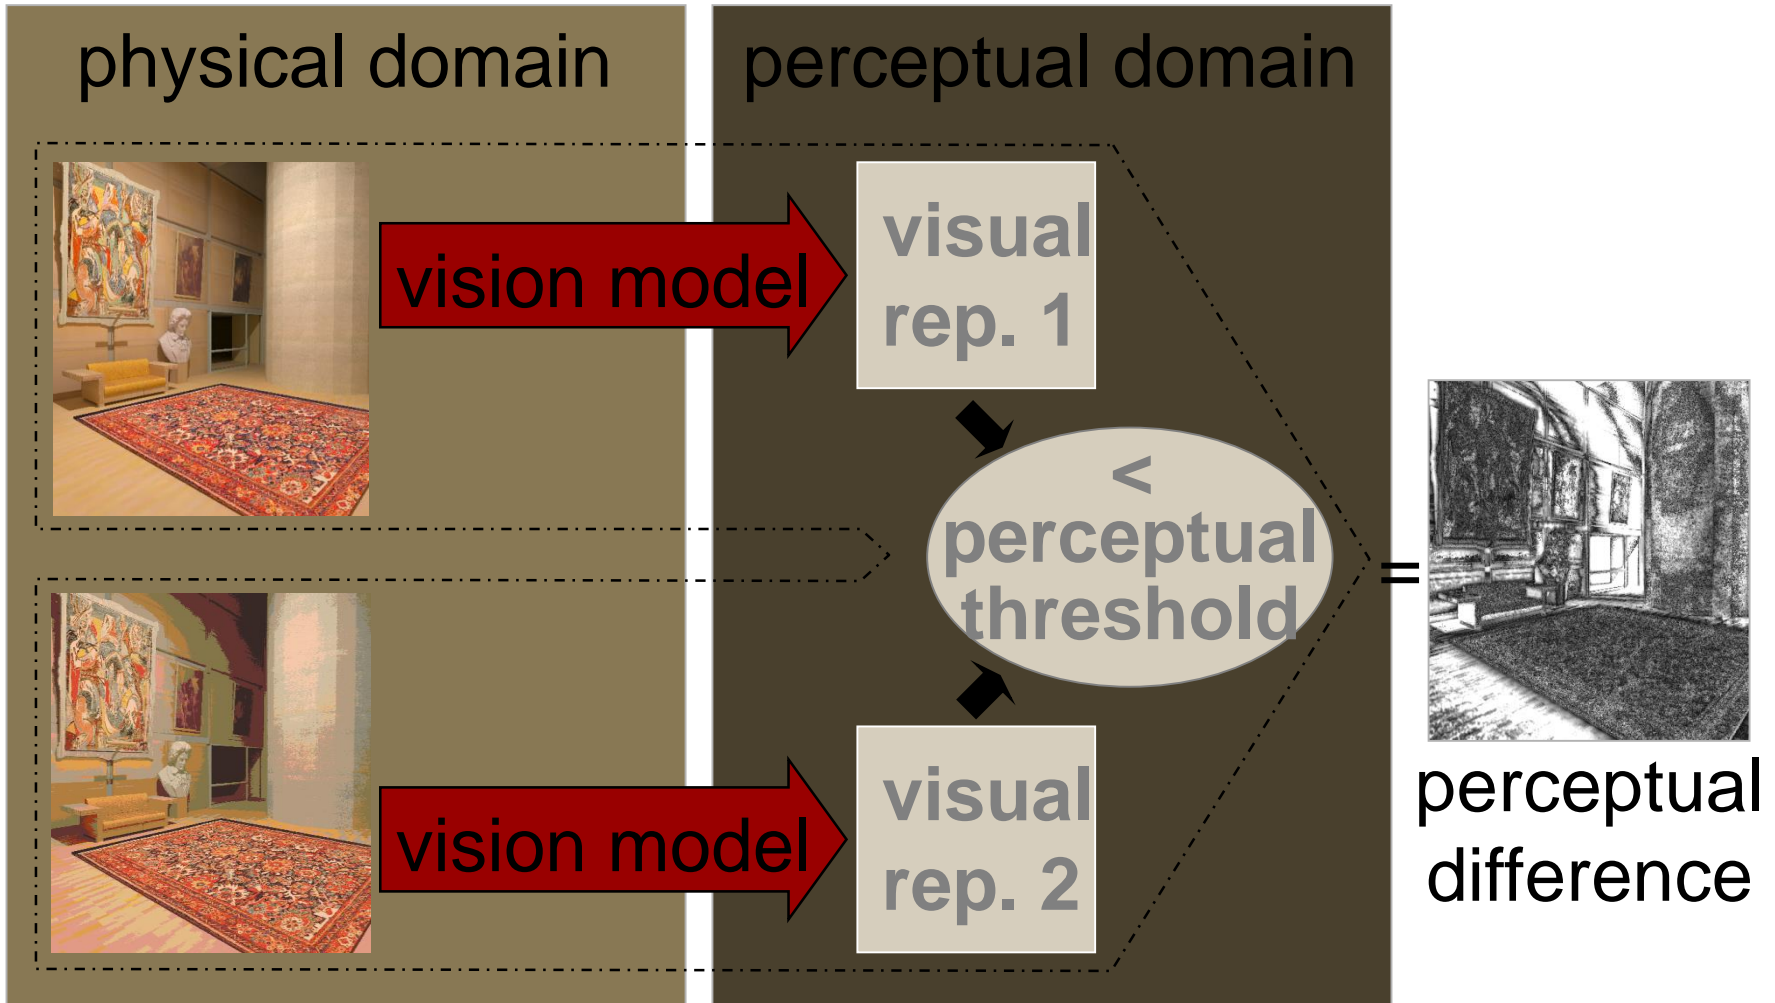 physical domain
perceptual domain
vision model
visual
rep. 1
<
perceptual
threshold
=
vision model
visual
rep. 2
perceptual
difference